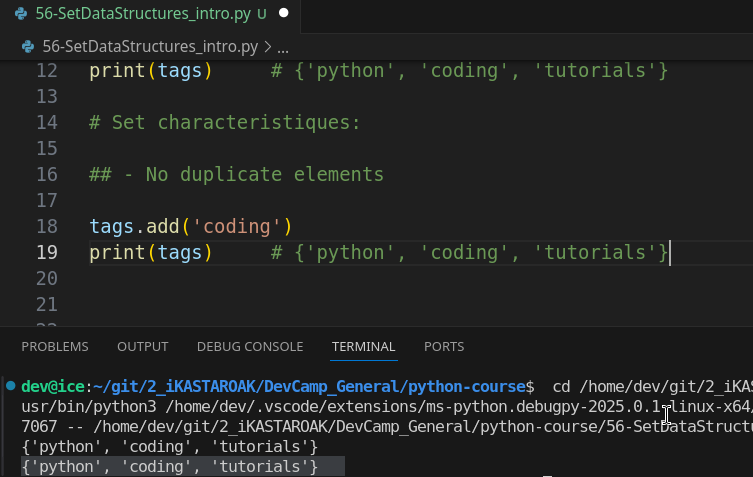 56-SetDataStructures_intro.py U
56-SetDataStructures_intro.py > ...
12 print(tags) # {'python', 'coding', 'tutorials'}
13
14 # Set characteristiques:
15
16 ## - No duplicate elements
17
18 tags.add('coding')
19 print(tags) # {'python', 'coding', 'tutorials'}
20
21
PROBLEMS OUTPUT DEBUG CONSOLE TERMINAL PORTS
dev@ice:~/git/2_iKASTAROAK/DevCamp_General/python-course$ cd /home/dev/git/2_iKAS
usr/bin/python3 /home/dev/.vscode/extensions/ms-python.debugpy-2025.0.1-linux-x64/
7067 -- /home/dev/git/2_iKASTAROAK/DevCamp_General/python-course/56-SetDataStructu
{'python', 'coding', 'tutorials'}
{'python', 'coding', 'tutorials'}